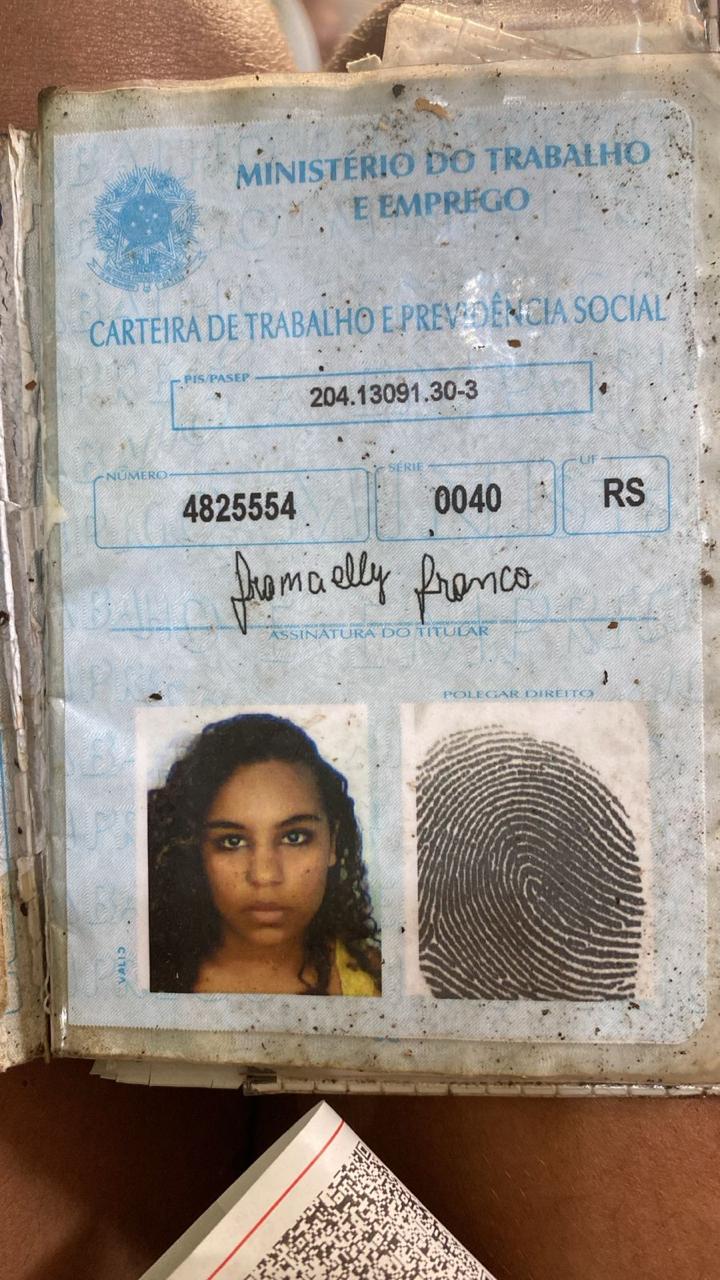 MINISTÉRIO DO TRABALHO
E EMPREGO
CARTEIRA DE TRABALHO E PREVIDÊNCIA SOCIAL
PIS/PASEP
204.13091.30-3
NÚMERO SÉRIE UF
4825554 0040 RS
Franco
ASSINATURA DO TITULAR
POLEGAR DIREITO